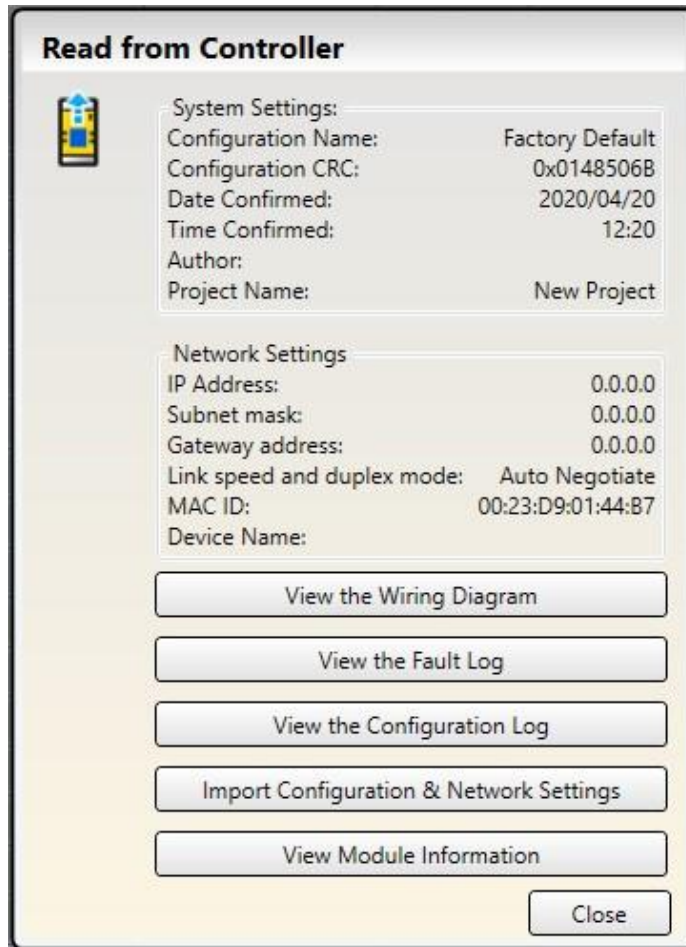 Read from Controller
System Settings:
Configuration Name: Factory Default
Configuration CRC: 0x0148506B
Date Confirmed: 2020/04/20
Time Confirmed: 12:20
Author:
Project Name: New Project
Network Settings
IP Address: 0.0.0.0
Subnet mask: 0.0.0.0
Gateway address: 0.0.0.0
Link speed and duplex mode: Auto Negotiate
MAC ID: 00:23:D9:01:44:B7
Device Name:
View the Wiring Diagram
View the Fault Log
View the Configuration Log
Import Configuration & Network Settings
View Module Information
Close